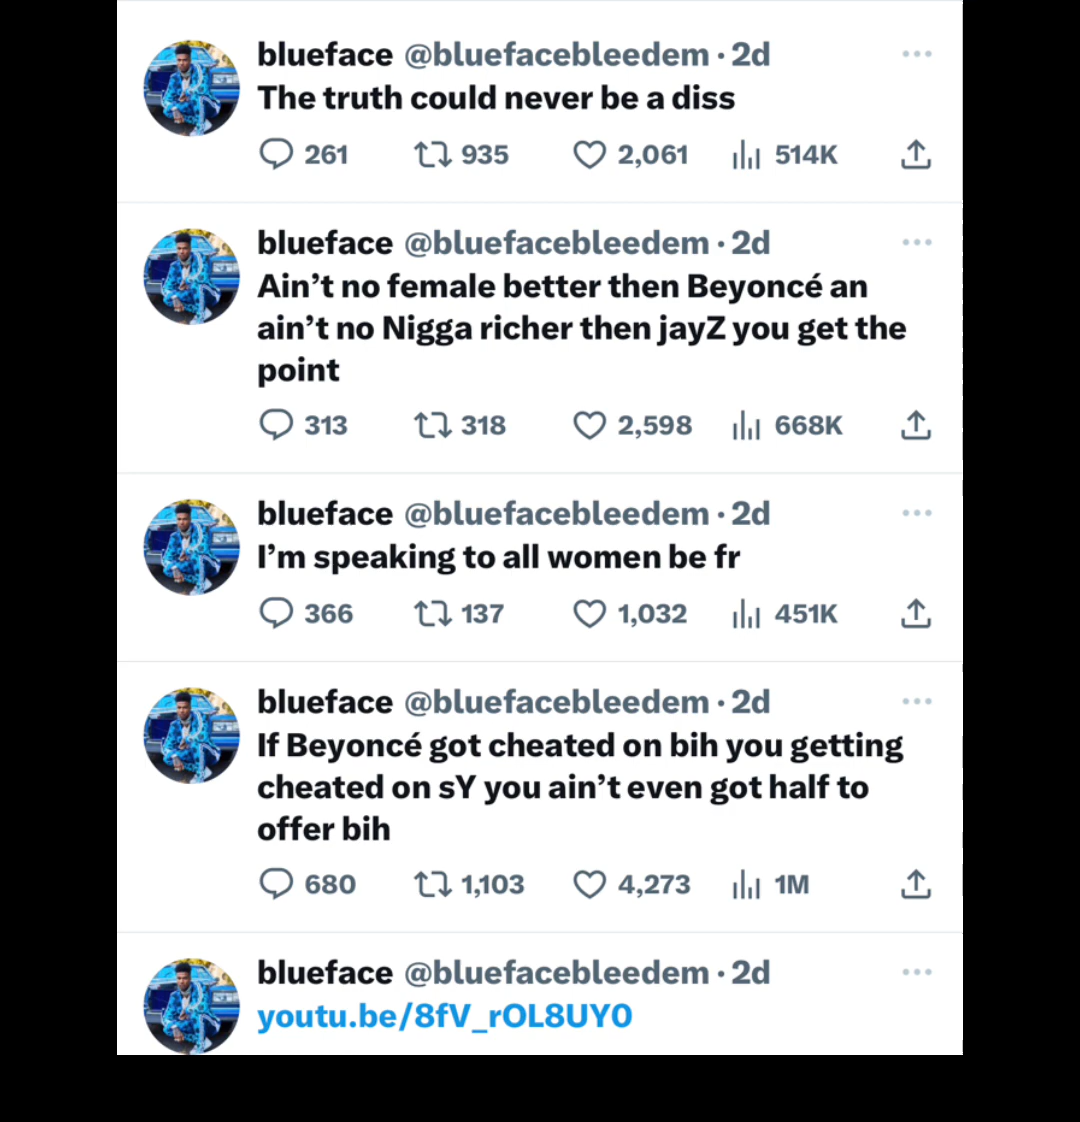 blueface @bluefacebleedem · 2d
The truth could never be a diss
261 935 2,061 514K
blueface @bluefacebleedem · 2d
Ain’t no female better then Beyoncé an
ain’t no Nigga richer then jayZ you get the
point
313 318 2,598 668K
blueface @bluefacebleedem · 2d
I’m speaking to all women be fr
366 137 1,032 451K
blueface @bluefacebleedem · 2d
If Beyoncé got cheated on bih you getting
cheated on sY you ain’t even got half to
offer bih
680 1,103 4,273 1M
blueface @bluefacebleedem · 2d
youtu.be/8fV_rOL8UY0